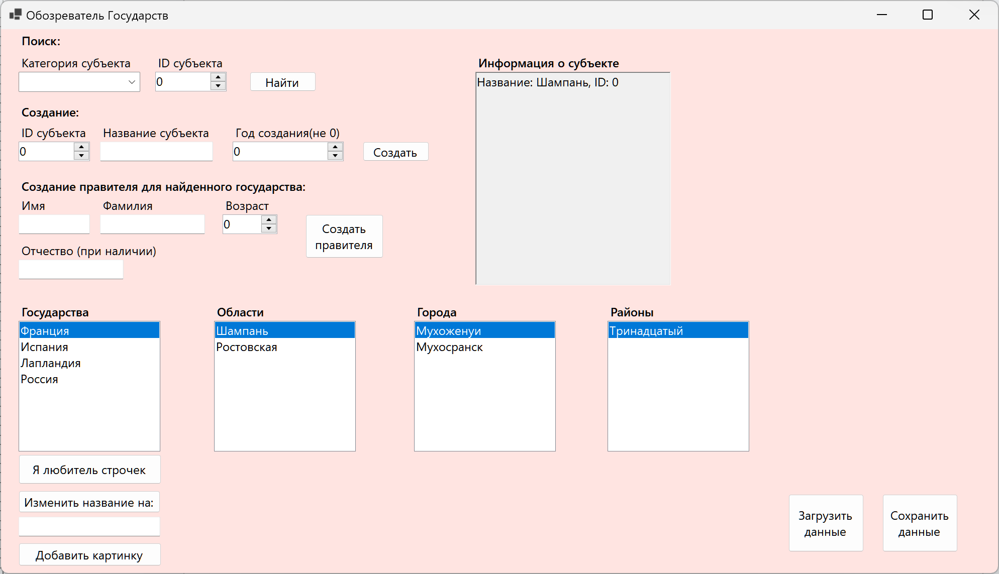 Обозреватель Государств
Поиск:
Категория субъекта
ID субъекта
0
Найти
Информация о субъекте
Название: Шампань, ID: 0
Создание:
ID субъекта
Название субъекта
Год создания(не 0)
0
0
Создать
Создание правителя для найденного государства:
Имя
Фамилия
Возраст
0
Создать
правителя
Отчество (при наличии)
Государства
Франция
Испания
Лапландия
Россия
Области
Шампань
Ростовская
Города
Мухоженуи
Мухосранск
Районы
Тринадцатый
Я любитель строчек
Изменить название на:
Добавить картинку
Загрузить
данные
Сохранить
данные